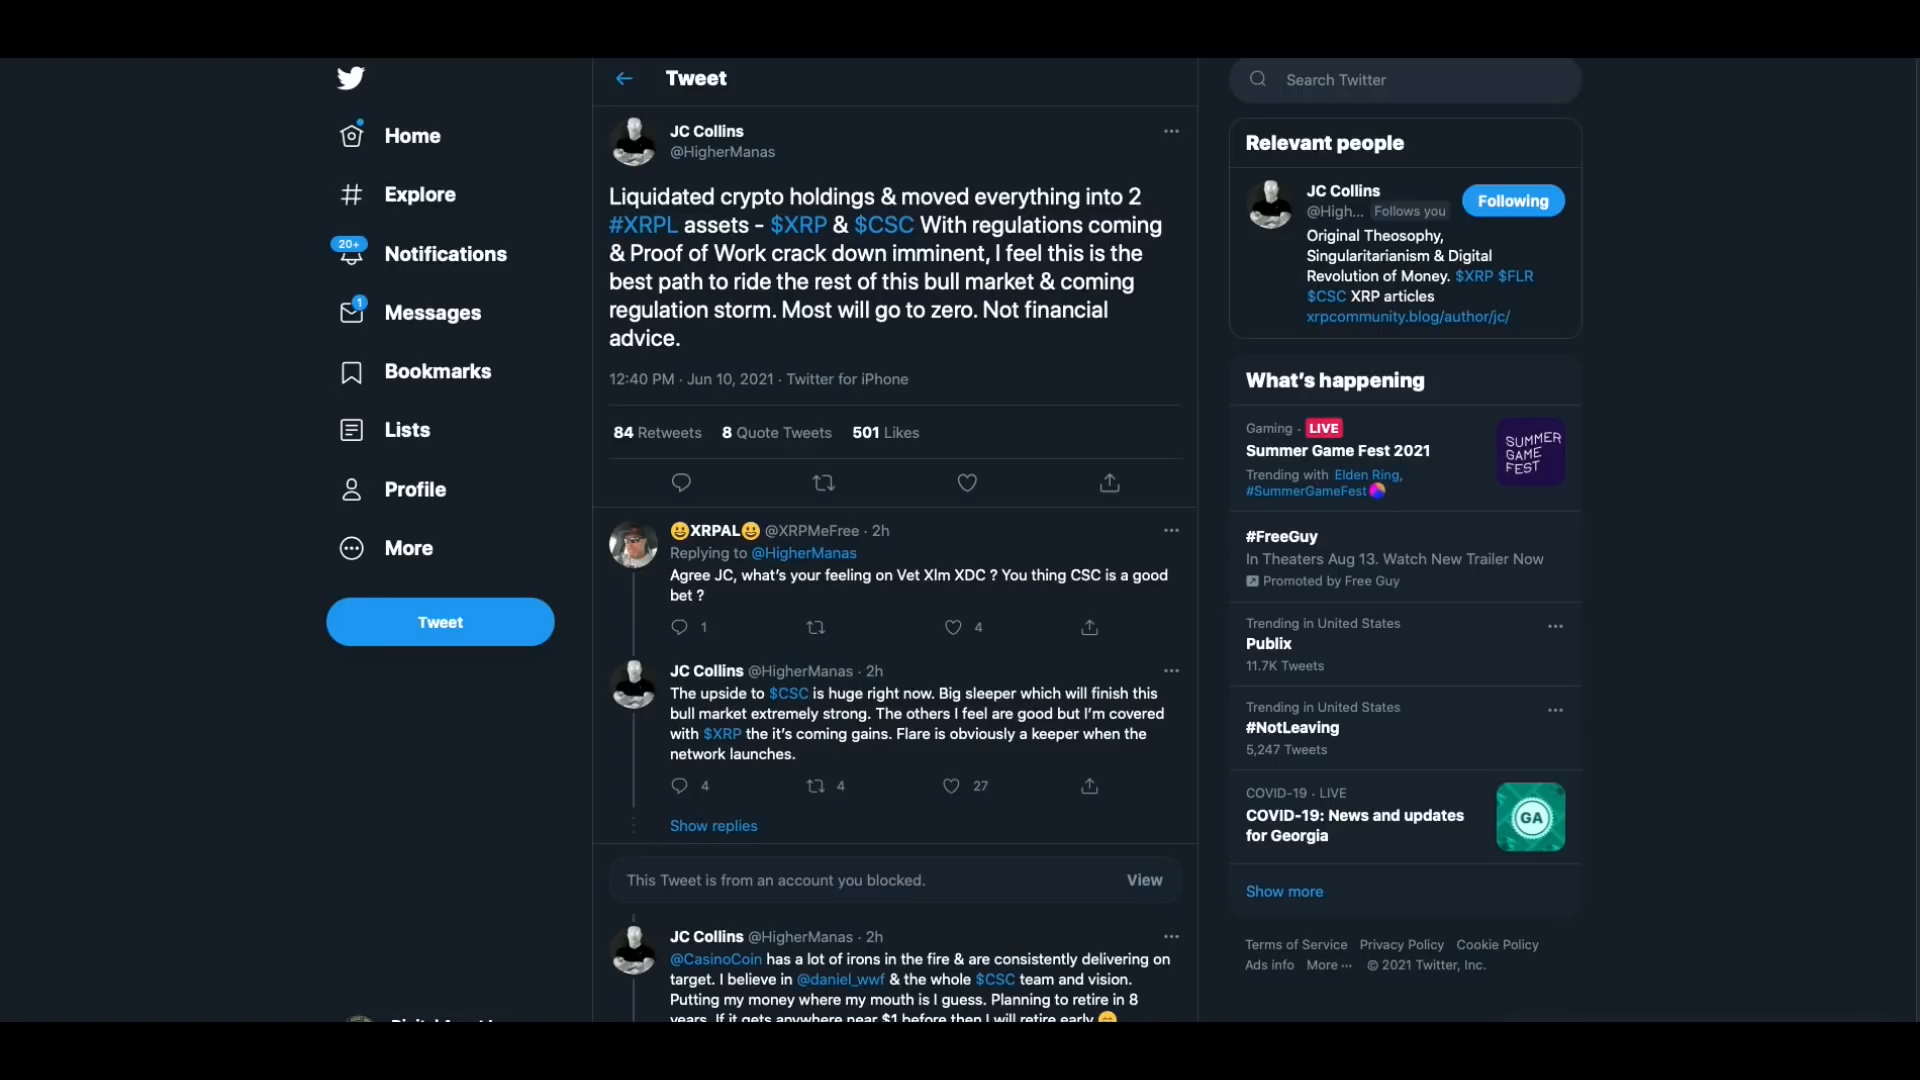 Home
Explore
20+
Notifications
1
Messages
Bookmarks
Lists
Profile
More
Tweet
Tweet
JC Collins
@HigherManas
Liquidated crypto holdings & moved everything into 2
#XRPL assets - $XRP & $CSC With regulations coming
& Proof of Work crack down imminent, I feel this is the
best path to ride the rest of this bull market & coming
regulation storm. Most will go to zero. Not financial
advice.
12:40 PM · Jun 10, 2021 · Twitter for iPhone
84 Retweets 8 Quote Tweets 501 Likes
XRPAL @XRPMeFree · 2h
Replying to @HigherManas
Agree JC, what's your feeling on Vet Xlm XDC ? You thing CSC is a good
bet ?
1 4
JC Collins @HigherManas · 2h
The upside to $CSC is huge right now. Big sleeper which will finish this
bull market extremely strong. The others I feel are good but I'm covered
with $XRP the it's coming gains. Flare is obviously a keeper when the
network launches.
4 4 27
Show replies
This Tweet is from an account you blocked. View
JC Collins @HigherManas · 2h
@CasinoCoin has a lot of irons in the fire & are consistently delivering on
target. I believe in @daniel_wwf & the whole $CSC team and vision.
Putting my money where my mouth is I guess. Planning to retire in 8
years. If it gets anywhere near $1 before then I will retire early
Search Twitter
Relevant people
JC Collins
@High... Follows you
Following
Original Theosophy,
Singularitarianism & Digital
Revolution of Money. $XRP $FLR
$CSC XRP articles
xrpcommunity.blog/author/jc/
What's happening
Gaming · LIVE
Summer Game Fest 2021
Trending with Elden Ring,
#SummerGameFest
SUMMER
GAME
FEST
#FreeGuy
In Theaters Aug 13. Watch New Trailer Now
Promoted by Free Guy
Trending in United States
Publix
11.7K Tweets
Trending in United States
#NotLeaving
5,247 Tweets
COVID-19 · LIVE
COVID-19: News and updates
for Georgia
GA
Show more
Terms of Service Privacy Policy Cookie Policy
Ads info More ··· © 2021 Twitter, Inc.